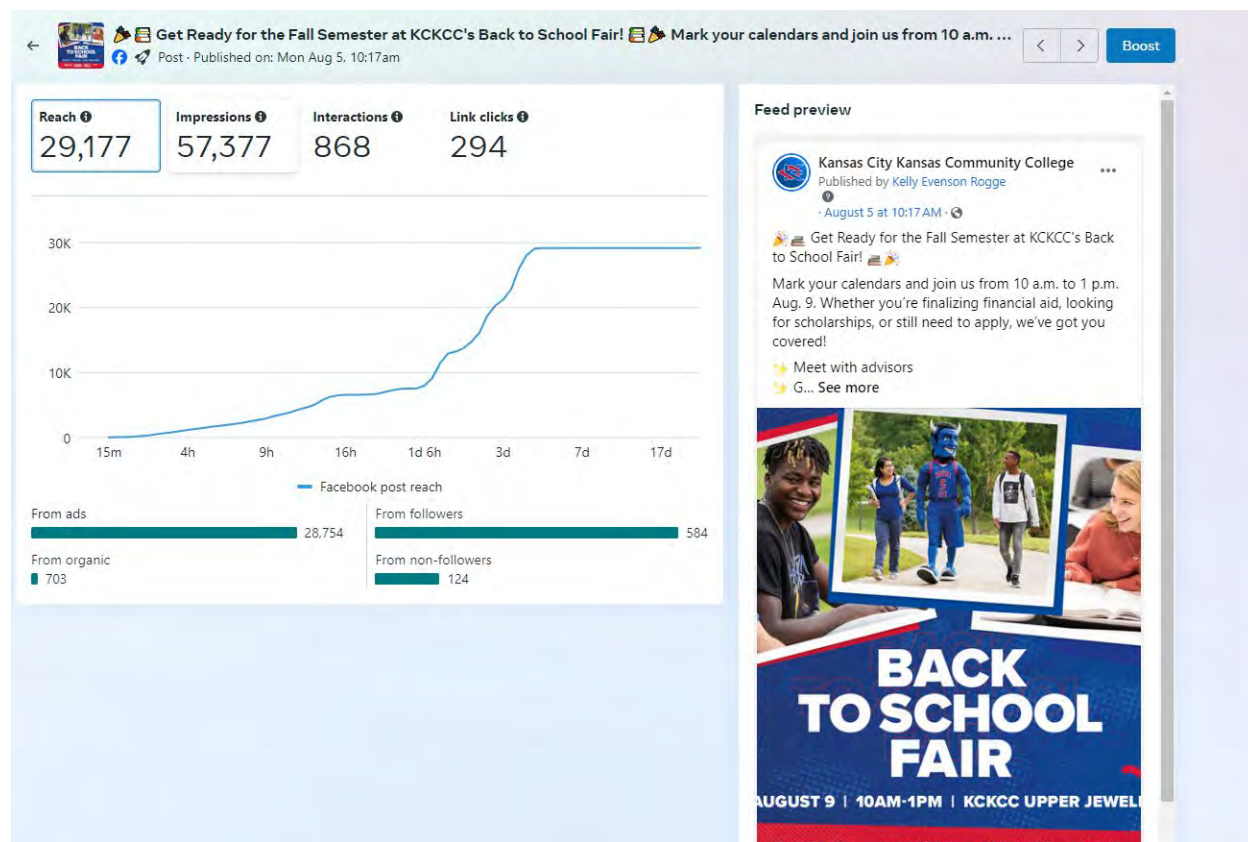 🎉📚 Get Ready for the Fall Semester at KCKCC's Back to School Fair! 📚🎉 Mark your calendars and join us from 10 a.m. ...
Post · Published on: Mon Aug 5, 10:17am
Boost
Reach
Impressions
Interactions
Link clicks
29,177
57,377
868
294
30K
20K
10K
0
15m 4h 9h 16h 1d 6h 3d 7d 17d
Facebook post reach
From ads
28,754
From organic
703
From followers
584
From non-followers
124
Feed preview
Kansas City Kansas Community College
Published by Kelly Evenson Rogge
· August 5 at 10:17 AM ·
🎉📚 Get Ready for the Fall Semester at KCKCC's Back
to School Fair! 📚🎉
Mark your calendars and join us from 10 a.m. to 1 p.m.
Aug. 9. Whether you're finalizing financial aid, looking
for scholarships, or still need to apply, we've got you
covered!
✨ Meet with advisors
✨ G... See more
BACK
TO SCHOOL
FAIR
AUGUST 9 | 10AM-1PM | KCKCC UPPER JEWEL